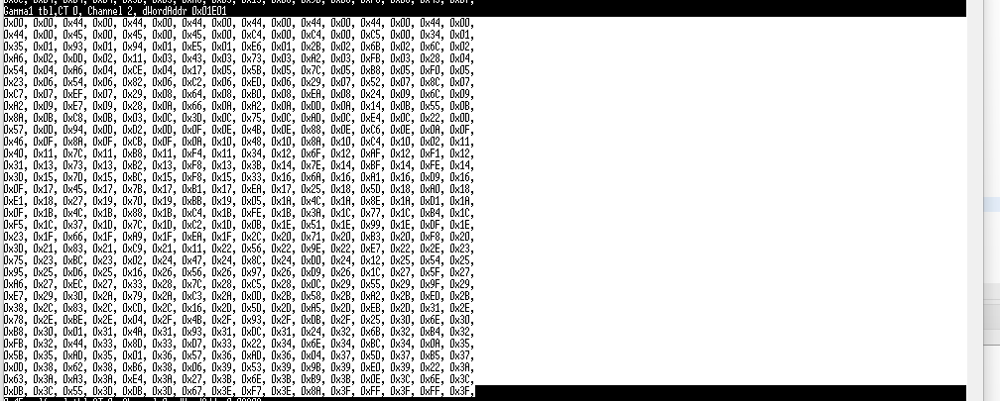 Gamma1 tbl,CT 0, Channel 2, dWordAddr 0x01E01
0x00, 0x00, 0x44, 0x00, 0x44, 0x00, 0x44, 0x00, 0x44, 0x00, 0x44, 0x00, 0x44, 0x00, 0x44, 0x00,
0x44, 0x00, 0x45, 0x00, 0x45, 0x00, 0xC4, 0x00, 0xC4, 0x00, 0xC5, 0x00, 0x34, 0x01,
0x35, 0x01, 0x93, 0x01, 0x94, 0x01, 0xE5, 0x01, 0xE6, 0x01, 0x2B, 0x02, 0x6B, 0x02, 0x6C, 0x02,
0xA6, 0x02, 0xDD, 0x02, 0x11, 0x03, 0x43, 0x03, 0x73, 0x03, 0xA2, 0x03, 0xFB, 0x03, 0x28, 0x04,
0x54, 0x04, 0xA6, 0x04, 0xCE, 0x04, 0x17, 0x05, 0x5B, 0x05, 0x7C, 0x05, 0xB8, 0x05, 0xF0, 0x05,
0x23, 0x06, 0x54, 0x06, 0x82, 0x06, 0xC2, 0x06, 0xED, 0x06, 0x29, 0x07, 0x52, 0x07, 0x8C, 0x07,
0xC7, 0x07, 0xEF, 0x07, 0x29, 0x08, 0x64, 0x08, 0xB0, 0x08, 0xEA, 0x08, 0x24, 0x09, 0x6C, 0x09,
0xA2, 0x09, 0xE7, 0x09, 0x28, 0x0A, 0x66, 0x0A, 0xA2, 0x0A, 0xDD, 0x0A, 0x14, 0x0B, 0x55, 0x0B,
0x8A, 0x0B, 0xC8, 0x0B, 0x03, 0x0C, 0x3D, 0x0C, 0x75, 0x0C, 0xAD, 0x0C, 0xE4, 0x0C, 0x22, 0x0D,
0x57, 0x0D, 0x94, 0x0D, 0xD2, 0x0D, 0x0F, 0x0E, 0x4B, 0x0E, 0x88, 0x0E, 0xC6, 0x0E, 0x0A, 0x0F,
0x46, 0x0F, 0x8A, 0x0F, 0xCB, 0x0F, 0x0A, 0x10, 0x48, 0x10, 0x8A, 0x10, 0xC4, 0x10, 0x02, 0x11,
0x40, 0x11, 0x7C, 0x11, 0xB8, 0x11, 0xF4, 0x11, 0x34, 0x12, 0x6F, 0x12, 0xAF, 0x12, 0xF1, 0x12,
0x31, 0x13, 0x73, 0x13, 0xB2, 0x13, 0xF8, 0x13, 0x3B, 0x14, 0x7E, 0x14, 0xBF, 0x14, 0xFE, 0x14,
0x3D, 0x15, 0x7D, 0x15, 0xBC, 0x15, 0xF8, 0x15, 0x33, 0x16, 0x6A, 0x16, 0xA1, 0x16, 0xD9, 0x16,
0x0F, 0x17, 0x45, 0x17, 0x7B, 0x17, 0xB1, 0x17, 0xEA, 0x17, 0x25, 0x18, 0x5D, 0x18, 0xA0, 0x18,
0xE1, 0x18, 0x27, 0x19, 0x70, 0x19, 0xBB, 0x19, 0x05, 0x1A, 0x4C, 0x1A, 0x8E, 0x1A, 0xD1, 0x1A,
0x0F, 0x1B, 0x4C, 0x1B, 0x88, 0x1B, 0xC4, 0x1B, 0xFE, 0x1B, 0x3A, 0x1C, 0x77, 0x1C, 0xB4, 0x1C,
0xF5, 0x1C, 0x37, 0x1D, 0x7C, 0x1D, 0xC2, 0x1D, 0x0B, 0x1E, 0x51, 0x1E, 0x99, 0x1E, 0xDF, 0x1E,
0x23, 0x1F, 0x66, 0x1F, 0xA9, 0x1F, 0xEA, 0x1F, 0x2C, 0x20, 0x71, 0x20, 0xB3, 0x20, 0xF8, 0x20,
0x3D, 0x21, 0x83, 0x21, 0xC9, 0x21, 0x11, 0x22, 0x56, 0x22, 0x9E, 0x22, 0xE7, 0x22, 0x2E, 0x23,
0x75, 0x23, 0xBC, 0x23, 0x02, 0x24, 0x47, 0x24, 0x8C, 0x24, 0xD0, 0x24, 0x12, 0x25, 0x54, 0x25,
0x95, 0x25, 0xD6, 0x25, 0x16, 0x26, 0x56, 0x26, 0x97, 0x26, 0xD9, 0x26, 0x1C, 0x27, 0x5F, 0x27,
0xA6, 0x27, 0xEC, 0x27, 0x33, 0x28, 0x7C, 0x28, 0xC5, 0x28, 0x0C, 0x29, 0x55, 0x29, 0x9F, 0x29,
0xE7, 0x29, 0x30, 0x2A, 0x79, 0x2A, 0xC3, 0x2A, 0x0D, 0x2B, 0x58, 0x2B, 0xA2, 0x2B, 0xED, 0x2B,
0x38, 0x2C, 0x83, 0x2C, 0xCD, 0x2C, 0x16, 0x2D, 0x5D, 0x2D, 0xA5, 0x2D, 0xEB, 0x2D, 0x31, 0x2E,
0x78, 0x2E, 0xBE, 0x2E, 0x04, 0x2F, 0x4B, 0x2F, 0x93, 0x2F, 0xDB, 0x2F, 0x25, 0x30, 0x6E, 0x30,
0xB8, 0x30, 0x01, 0x31, 0x4A, 0x31, 0x93, 0x31, 0xDC, 0x31, 0x24, 0x32, 0x6B, 0x32, 0xB4, 0x32,
0xFB, 0x32, 0x44, 0x33, 0x8D, 0x33, 0xD7, 0x33, 0x22, 0x34, 0x6E, 0x34, 0xBC, 0x34, 0x0A, 0x35,
0x5B, 0x35, 0xAD, 0x35, 0x01, 0x36, 0x57, 0x36, 0xAD, 0x36, 0x04, 0x37, 0x5D, 0x37, 0xB5, 0x37,
0x0D, 0x38, 0x62, 0x38, 0xB6, 0x38, 0x06, 0x39, 0x53, 0x39, 0x9B, 0x39, 0xE0, 0x39, 0x22, 0x3A,
0x63, 0x3A, 0xA3, 0x3A, 0xE4, 0x3A, 0x27, 0x3B, 0x6E, 0x3B, 0xB9, 0x3B, 0x0E, 0x3C, 0x6E, 0x3C,
0xDB, 0x3C, 0x55, 0x3D, 0xDB, 0x3D, 0x67, 0x3E, 0xF7, 0x3E, 0x8A, 0x3F, 0xFF, 0x3F, 0xFF, 0x3F,